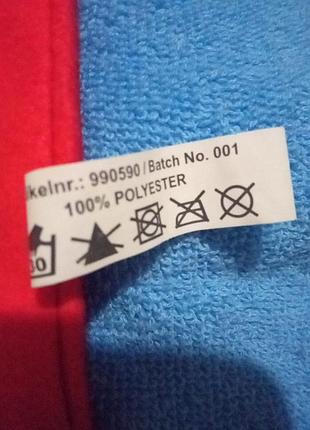 kelnr.: 990590 / Batch No. 001
100% POLYESTER
30